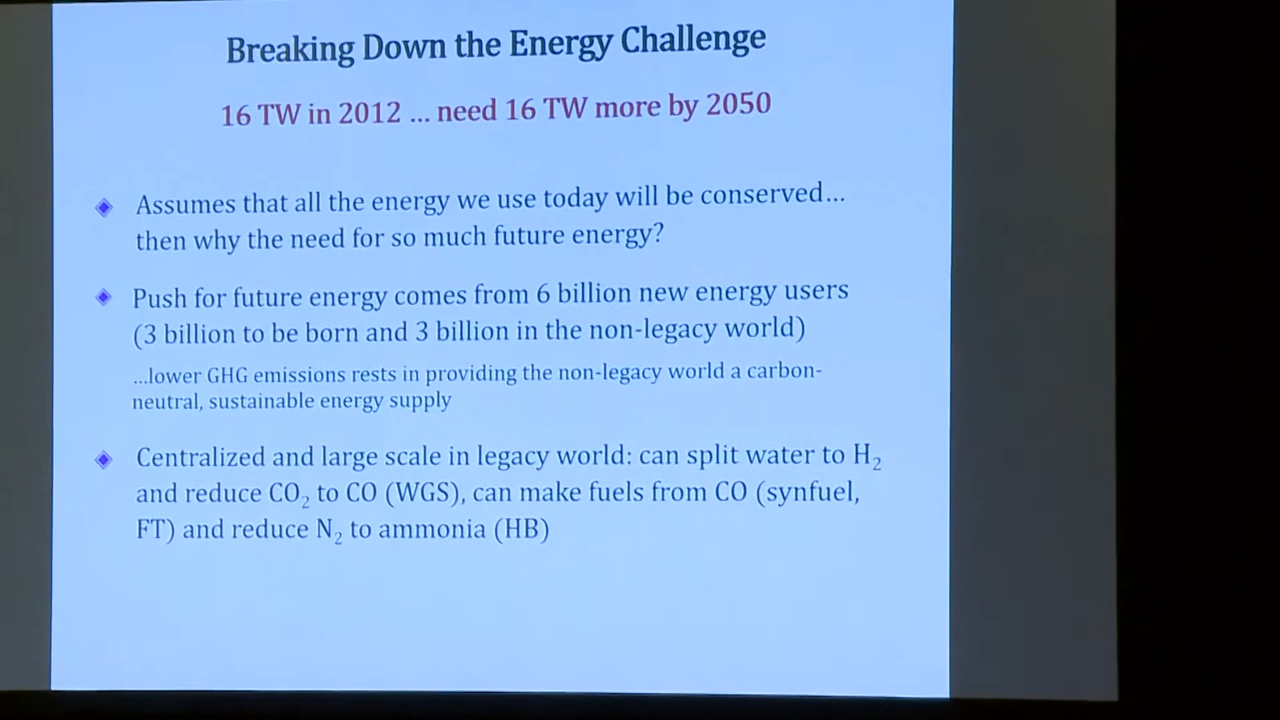 Breaking Down the Energy Challenge
16 TW in 2012 ... need 16 TW more by 2050
Assumes that all the energy we use today will be conserved...
then why the need for so much future energy?
Push for future energy comes from 6 billion new energy users
(3 billion to be born and 3 billion in the non-legacy world)
...lower GHG emissions rests in providing the non-legacy world a carbon-
neutral, sustainable energy supply
Centralized and large scale in legacy world: can split water to H₂
and reduce CO₂ to CO (WGS), can make fuels from CO (synfuel,
FT) and reduce N₂ to ammonia (HB)